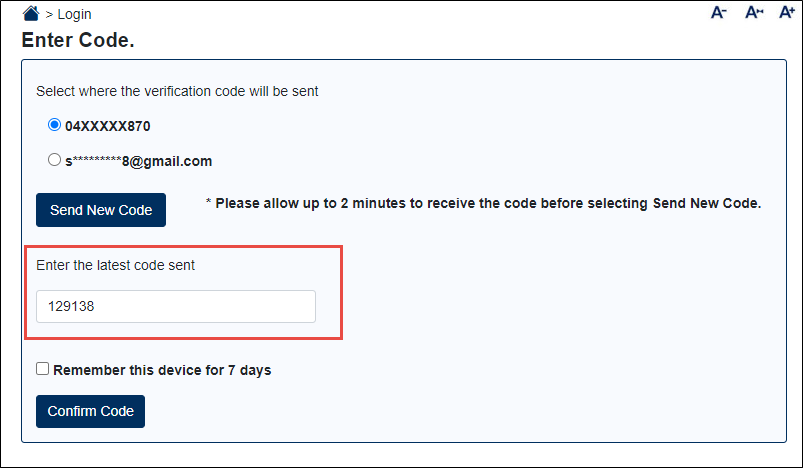 > Login
A- A↔ A+
Enter Code.
Select where the verification code will be sent
04XXXXX870
s*********8@gmail.com
Send New Code
* Please allow up to 2 minutes to receive the code before selecting Send New Code.
Enter the latest code sent
129138
Remember this device for 7 days
Confirm Code